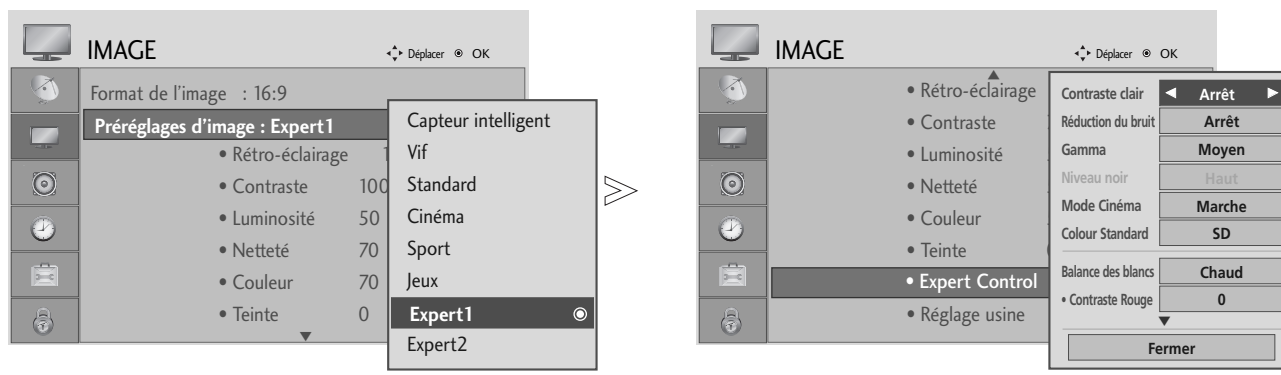 IMAGE
Déplacer OK
Format de l'image : 16:9
Préréglages d'image : Expert1
• Rétro-éclairage 1
• Contraste 100
• Luminosité 50
• Netteté 70
• Couleur 70
• Teinte 0
Capteur intelligent
Vif
Standard
Cinéma
Sport
Jeux
Expert1
Expert2
IMAGE
Déplacer OK
• Rétro-éclairage
• Contraste
• Luminosité
• Netteté
• Couleur
• Teinte
• Expert Control
• Réglage usine
Contraste clair Arrêt
Réduction du bruit Arrêt
Gamma Moyen
Niveau noir Haut
Mode Cinéma Marche
Colour Standard SD
Balance des blancs Chaud
• Contraste Rouge 0
Fermer